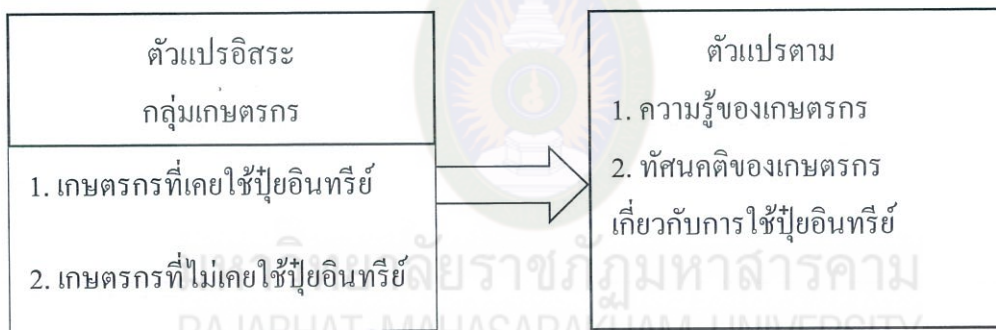 ตัวแปรอิสระ
กลุ่มเกษตรกร
1. เกษตรกรที่เคยใช้ปุ๋ยอินทรีย์
2. เกษตรกรที่ไม่เคยใช้ปุ๋ยอินทรีย์
ตัวแปรตาม
1. ความรู้ของเกษตรกร
2. ทัศนคติของเกษตรกร
เกี่ยวกับการใช้ปุ๋ยอินทรีย์
มหาวิทยาลัยราชภัฏมหาสารคาม
RAJABHAT MAHASARAKHAM UNIVERSITY